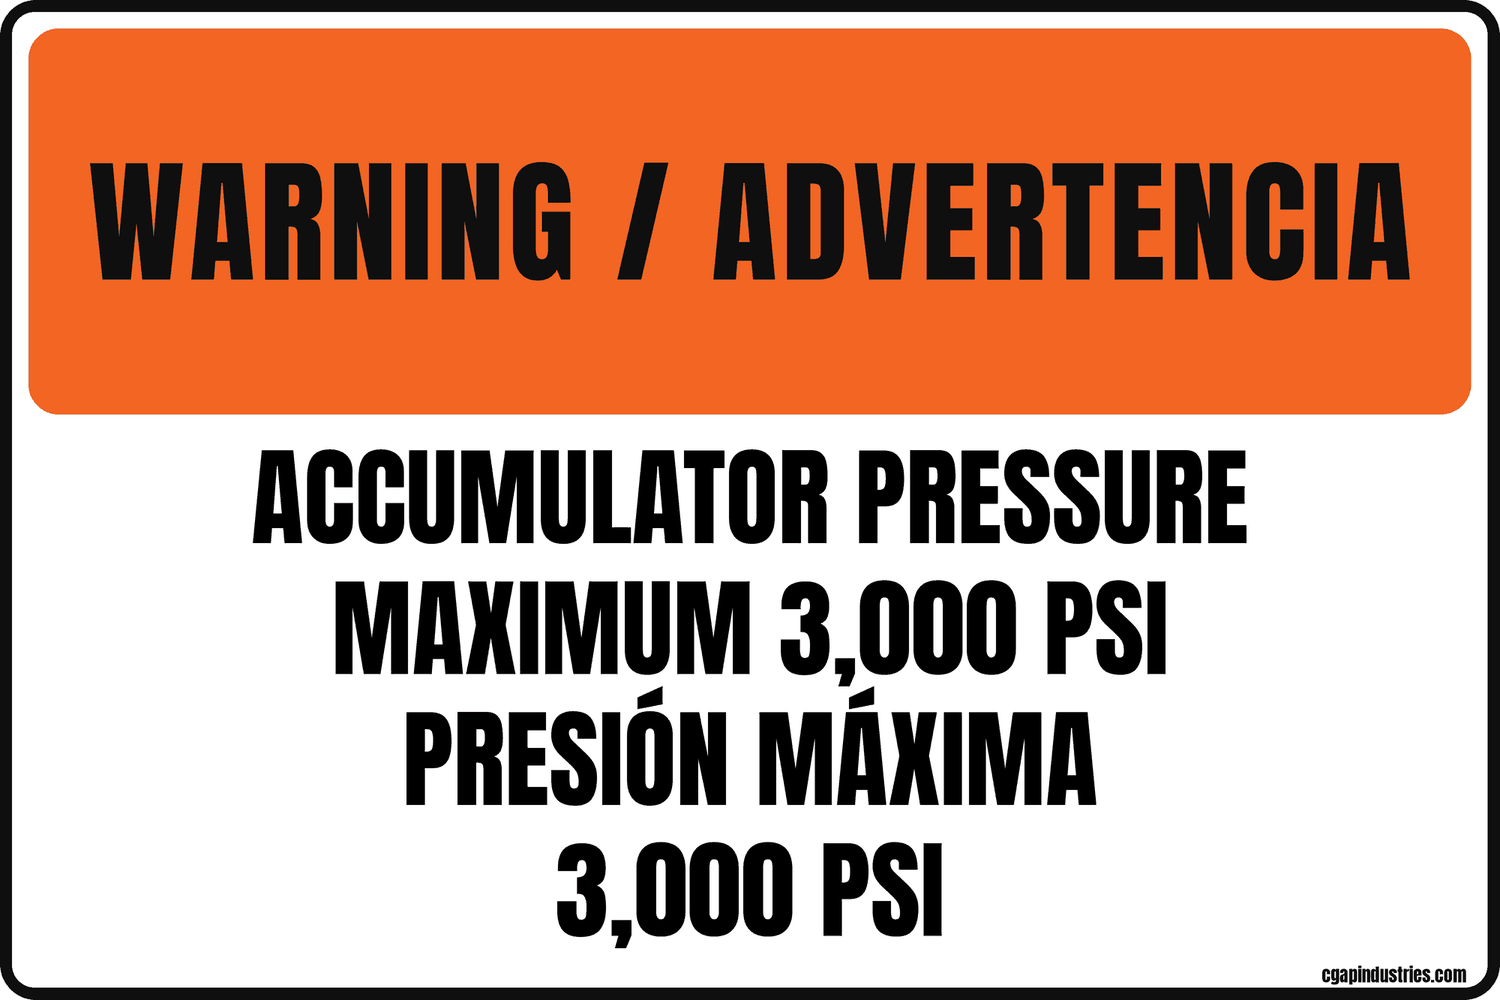 WARNING / ADVERTENCIA
ACCUMULATOR PRESSURE
MAXIMUM 3,000 PSI
PRESIÓN MÁXIMA
3,000 PSI
cgapindustries.com